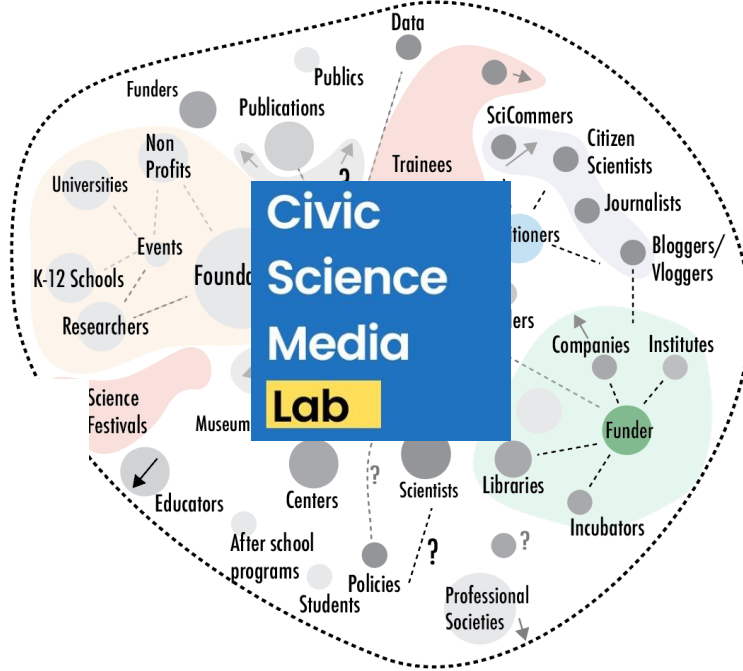 Data
Publics
Funders
Publications
SciCommers
Non
Profits
Citizen
Scientists
Universities
Trainees
?
Journalists
Civic
Science
Media
Lab
Events
Bloggers/
Vloggers
K-12 Schools
Researchers
Companies
Institutes
Science
Festivals
Funder
?
Libraries
Educators
Centers
Scientists
Incubators
After school
programs
?
?
Policies
Students
Professional
Societies